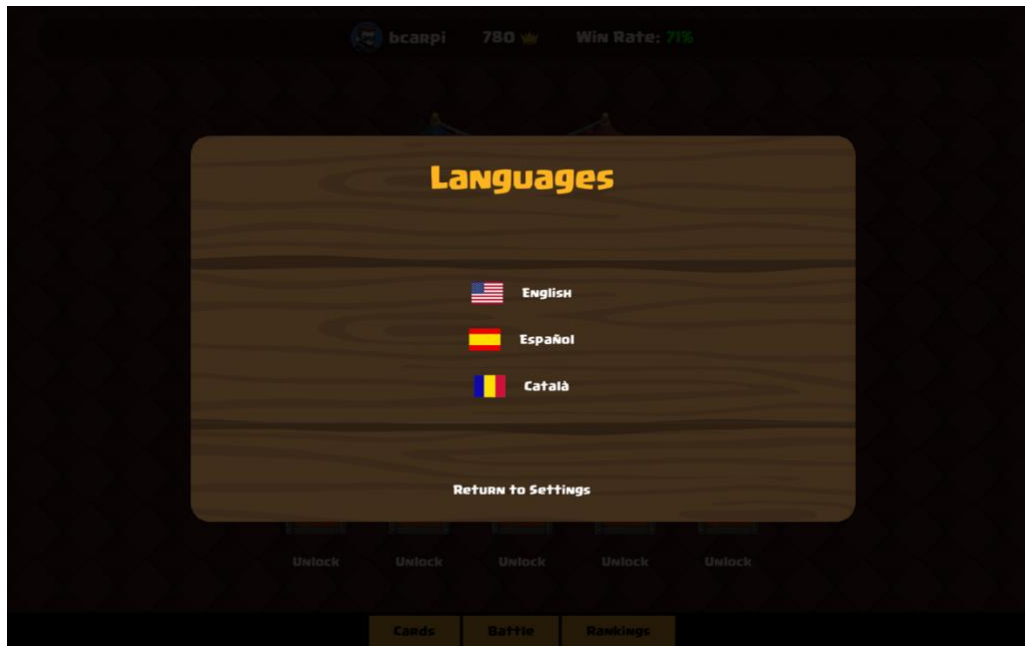 bcarpi 780 Win Rate: 71%
Languages
English
Español
Català
Return to Settings
Unlock Unlock Unlock Unlock Unlock
Cards Battle Rankings